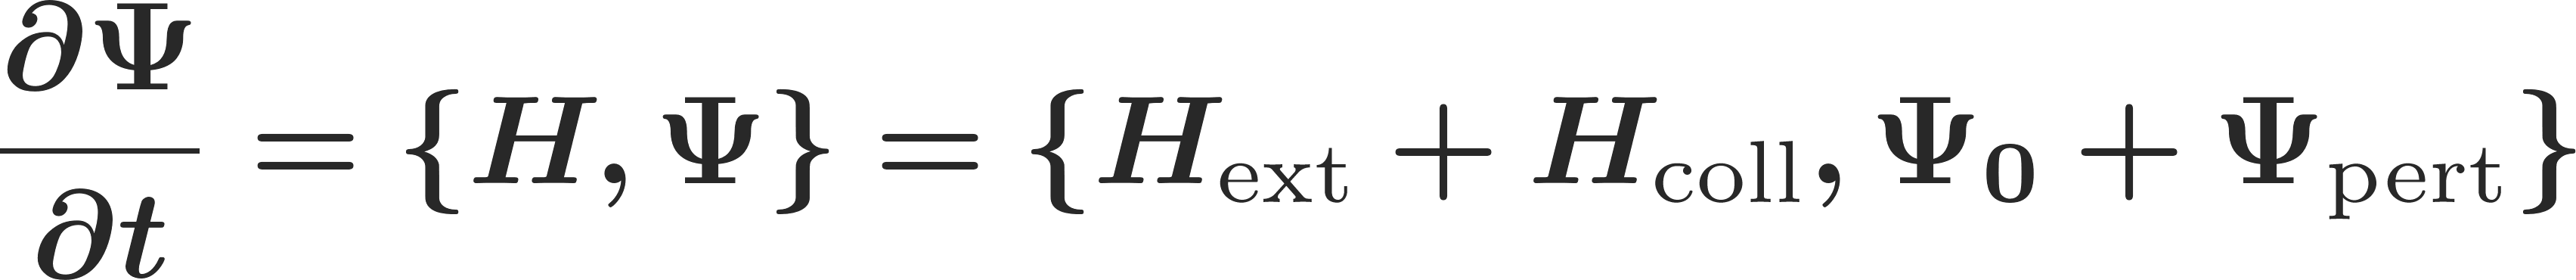 ∂Ψ/∂t = {H, Ψ} = {H_ext + H_coll, Ψ_0 + Ψ_pert}